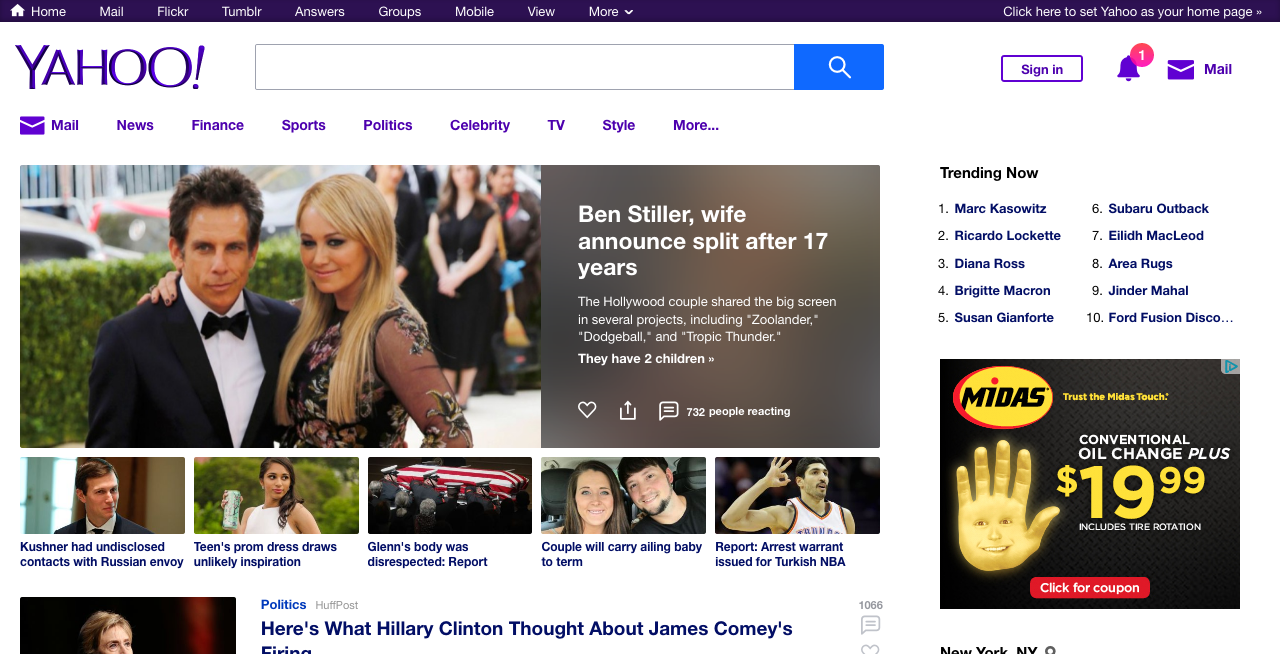 Home Mail Flickr Tumblr Answers Groups Mobile View More Click here to set Yahoo as your home page »
YAHOO!
Sign in
1
Mail
Mail News Finance Sports Politics Celebrity TV Style More...
Ben Stiller, wife
announce split after 17
years
The Hollywood couple shared the big screen
in several projects, including "Zoolander,"
"Dodgeball," and "Tropic Thunder."
They have 2 children »
732 people reacting
Kushner had undisclosed
contacts with Russian envoy
Teen's prom dress draws
unlikely inspiration
Glenn's body was
disrespected: Report
Couple will carry ailing baby
to term
Report: Arrest warrant
issued for Turkish NBA
Politics HuffPost
1066
Here's What Hillary Clinton Thought About James Comey's
Firing
Trending Now
1. Marc Kasowitz
2. Ricardo Lockette
3. Diana Ross
4. Brigitte Macron
5. Susan Gianforte
6. Subaru Outback
7. Eilidh MacLeod
8. Area Rugs
9. Jinder Mahal
10. Ford Fusion Disco...
MIDAS
Trust the Midas Touch.
CONVENTIONAL
OIL CHANGE PLUS
$19.99
INCLUDES TIRE ROTATION
Click for coupon
New York, NY